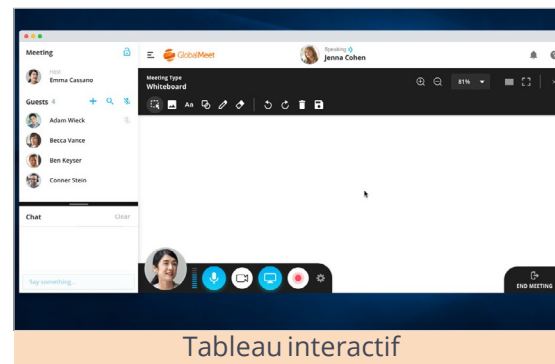 Meeting
GlobalMeet
Speaking
Jenna Cohen
HOST
Emma Cassano
Meeting Type
Whiteboard
81%
Guests 4
Aa
Adam Wieck
Becca Vance
Ben Keyser
Conner Stein
Chat Clear
Say something...
END MEETING
Tableau interactif